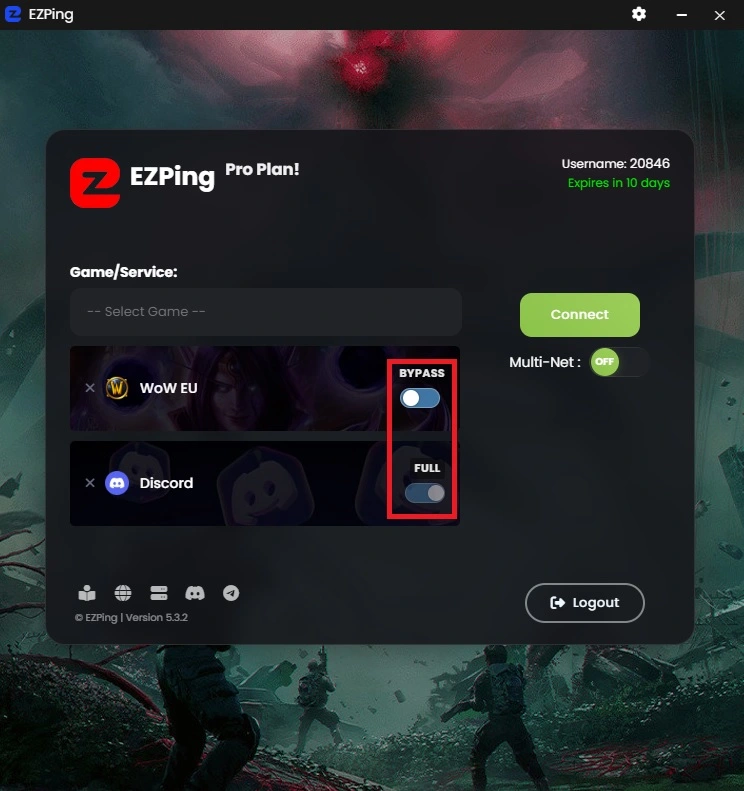 EZPing
EZPing Pro Plan!
Username: 20846
Expires in 10 days
Game/Service:
-- Select Game --
Connect
Multi-Net : OFF
BYPASS
WoW EU
FULL
Discord
Logout
© EZPing | Version 5.3.2